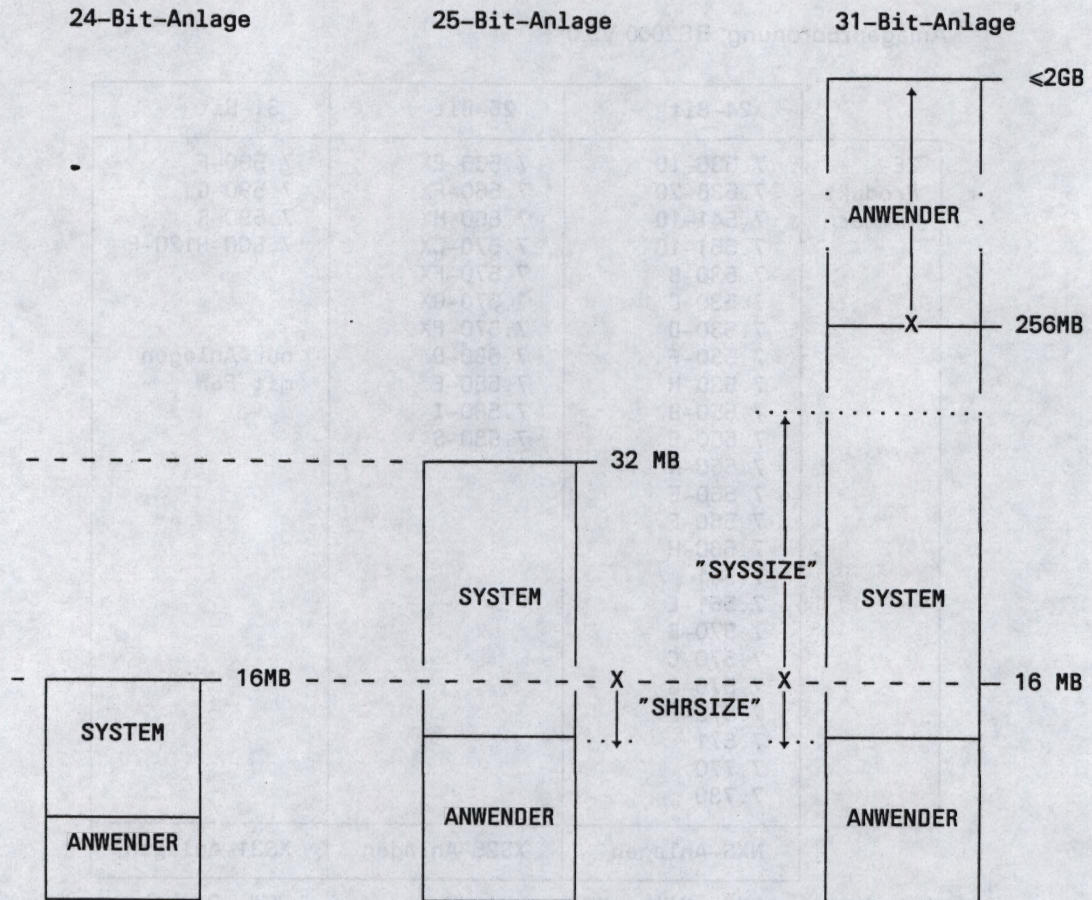 24-Bit-Anlage 25-Bit-Anlage 31-Bit-Anlage
≤2GB
ANWENDER
X 256MB
32 MB
"SYSSIZE"
SYSTEM SYSTEM
16MB X X 16 MB
"SHRSIZE"
SYSTEM
ANWENDER ANWENDER
ANWENDER